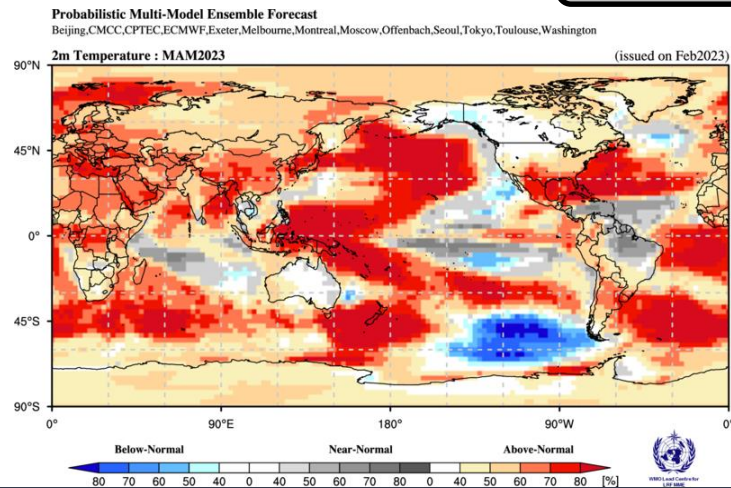 Probabilistic Multi-Model Ensemble Forecast
Beijing,CMCC,CPTEC,ECMWF,Exeter,Melbourne,Montreal,Moscow,Offenbach,Seoul,Tokyo,Toulouse,Washington
2m Temperature : MAM2023 (issued on Feb2023)
90°N
45°N
0°
45°S
90°S
0° 90°E 180° 90°W 0°
Below-Normal Near-Normal Above-Normal
80 70 60 50 40 0 40 50 60 70 80 0 40 50 60 70 80 [%]
WMO Lead Centre for
LRFMME